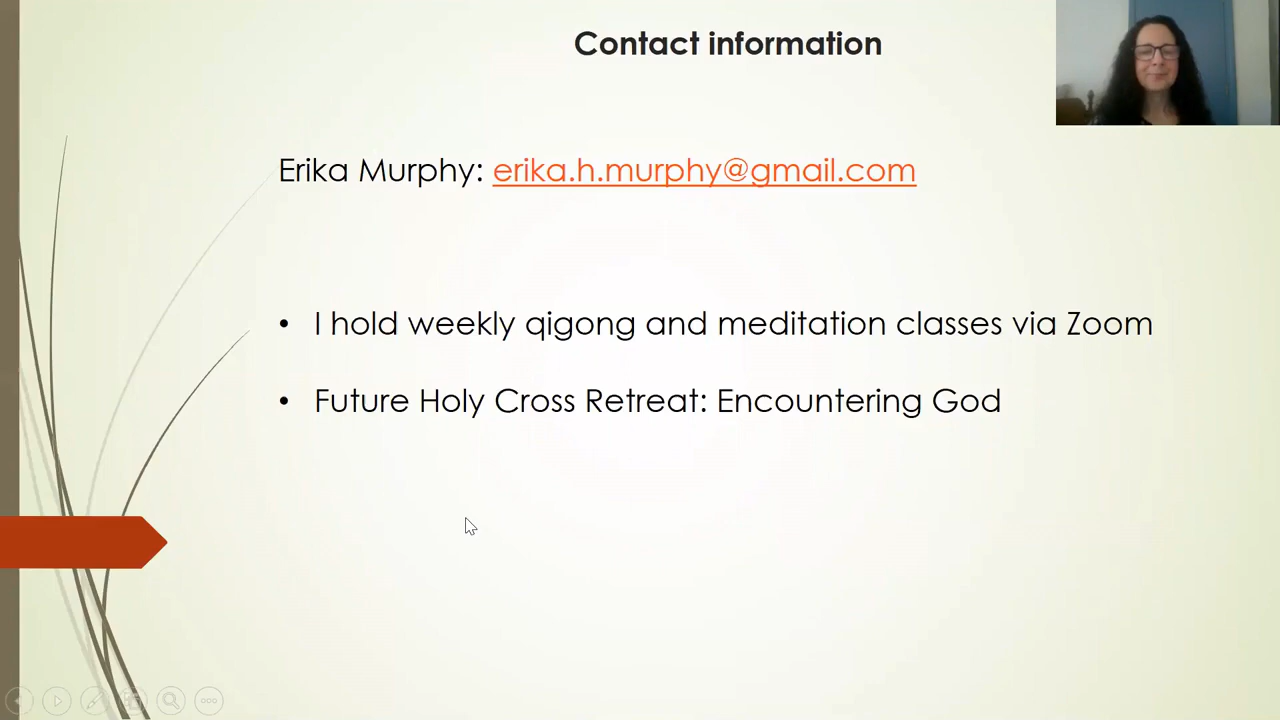 Contact information
Erika Murphy: erika.h.murphy@gmail.com
• I hold weekly qigong and meditation classes via Zoom
• Future Holy Cross Retreat: Encountering God